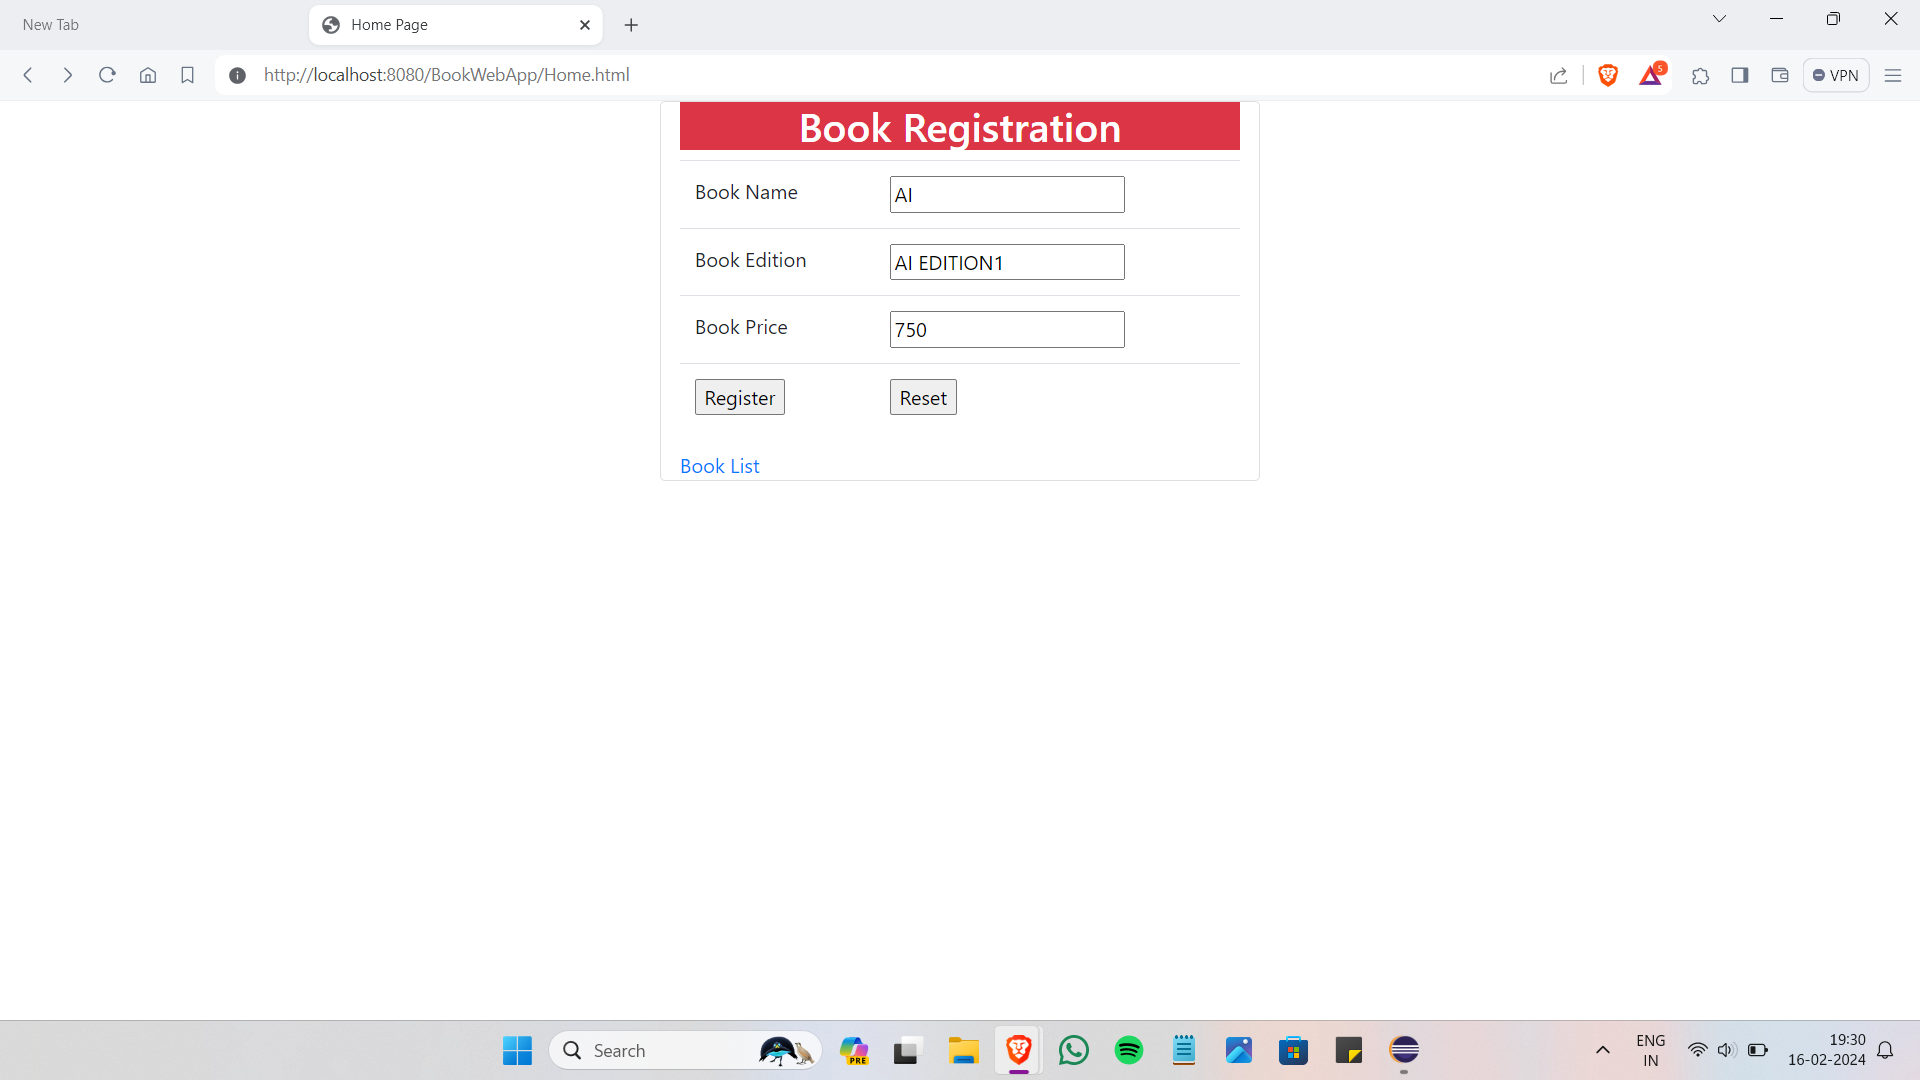 New Tab
Home Page
http://localhost:8080/BookWebApp/Home.html
5
VPN
Book Registration
Book Name
AI
Book Edition
AI EDITION1
Book Price
750
Register
Reset
Book List
Search
PRE
ENG
IN
19:30
16-02-2024